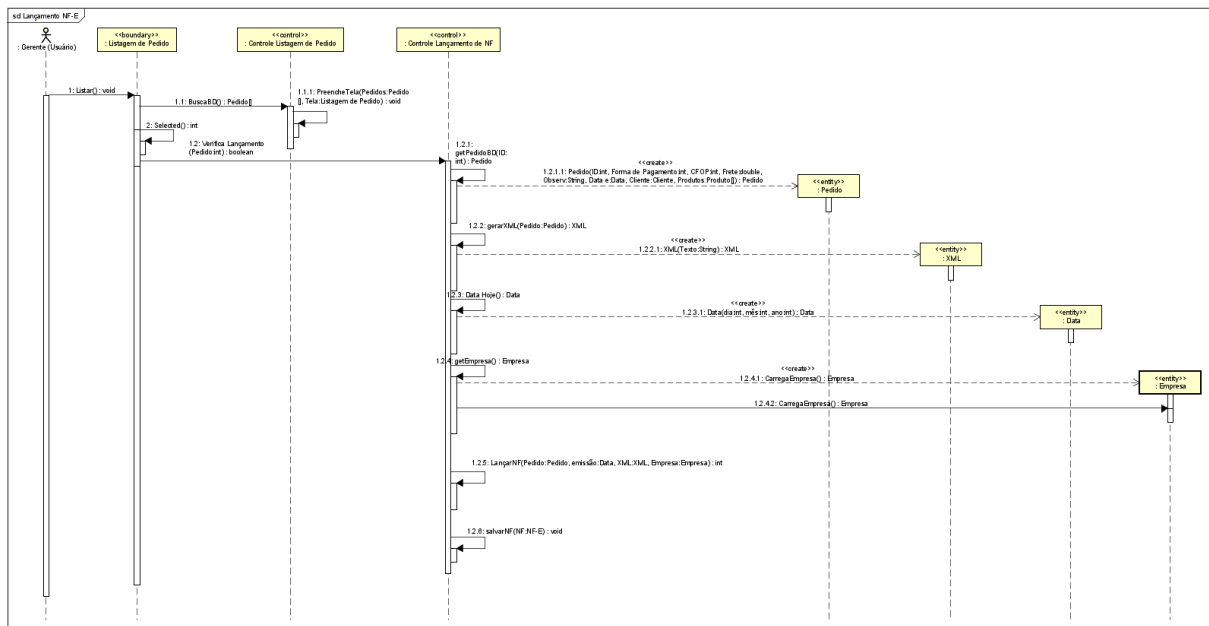 sd Lançamento NF-E
: Gerente (Usuário)
<<boundary>>
: Listagem de Pedido
<<control>>
: Controle Listagem de Pedido
<<control>>
: Controle Lançamento de NF
1: Listar() : void
1.1: BuscaBD() : Pedido[]
1.1.1: PreencheTela(Pedidos:Pedido
[], Tela:Listagem de Pedido) : void
2: Selected() : int
1.2: Verifica Lançamento
(Pedido:int) : boolean
1.2.1:
getPedidoBD(ID:
int) : Pedido
<<create>>
1.2.1.1: Pedido(ID:int, Forma de Pagamento:int, CFOP:int, Frete:double,
Observ:String, Data e:Data, Cliente:Cliente, Produtos:Produto[]) : Pedido
<<entity>>
: Pedido
1.2.2: gerarXML(Pedido:Pedido) : XML
<<create>>
1.2.2.1: XML(Texto:String) : XML
<<entity>>
: XML
1.2.3: Data Hoje() : Data
<<create>>
1.2.3.1: Data(dia:int, mês:int, ano:int) : Data
<<entity>>
: Data
1.2.4: getEmpresa() : Empresa
<<create>>
1.2.4.1: CarregaEmpresa() : Empresa
<<entity>>
: Empresa
1.2.4.2: CarregaEmpresa() : Empresa
1.2.5: LançarNF(Pedido:Pedido, emissão:Data, XML:XML, Empresa:Empresa) : int
1.2.6: salvarNF(NF:NF-E) : void